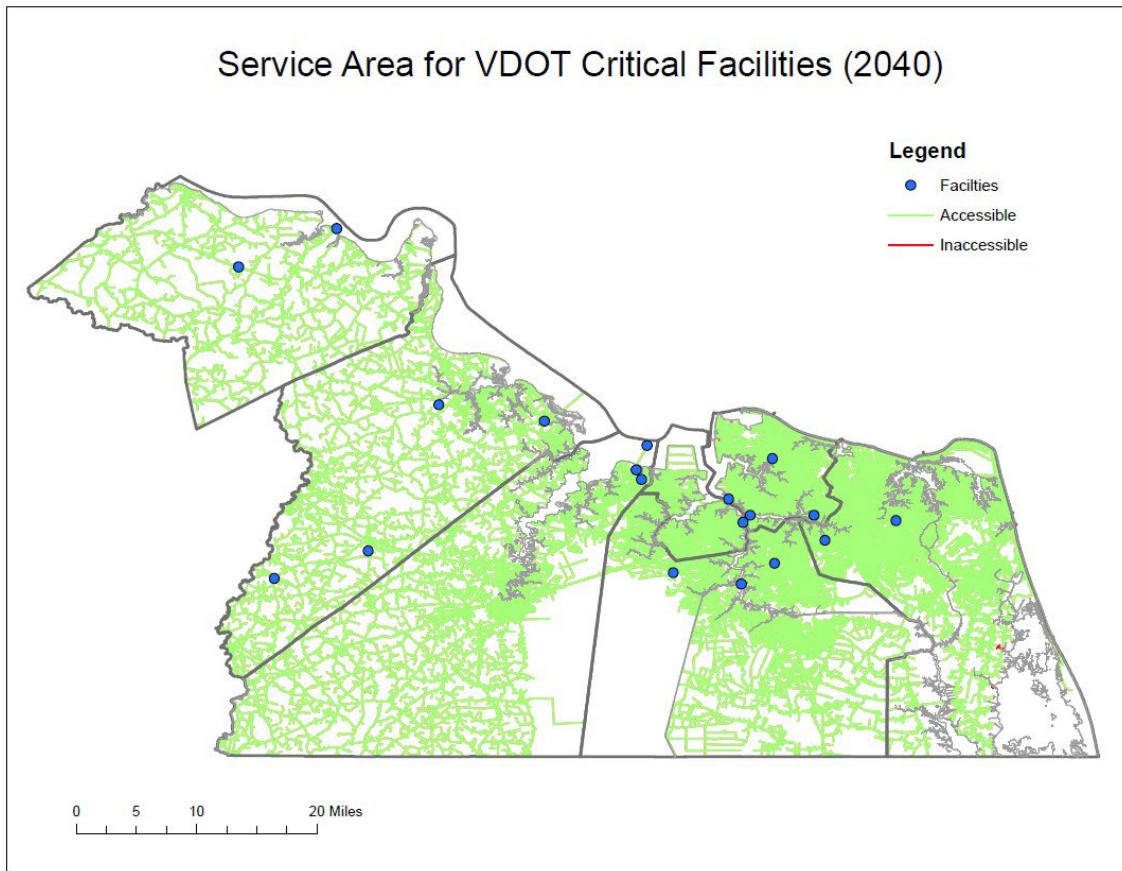 Service Area for VDOT Critical Facilities (2040)
Legend
Facilties
Accessible
Inaccessible
0 5 10 20 Miles